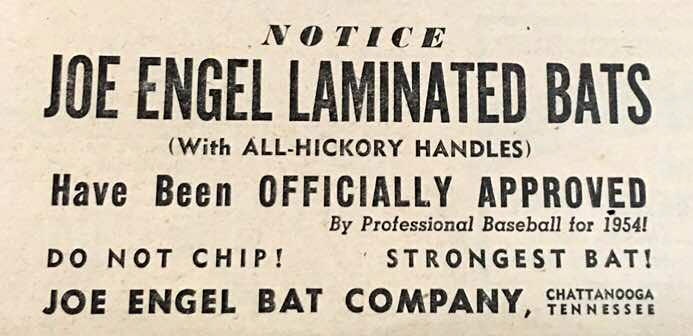 NOTICE
JOE ENGEL LAMINATED BATS
(With ALL-HICKORY HANDLES)
Have Been OFFICIALLY APPROVED
By Professional Baseball for 1954!
DO NOT CHIP! STRONGEST BAT!
JOE ENGEL BAT COMPANY, CHATTANOOGA
TENNESSEE